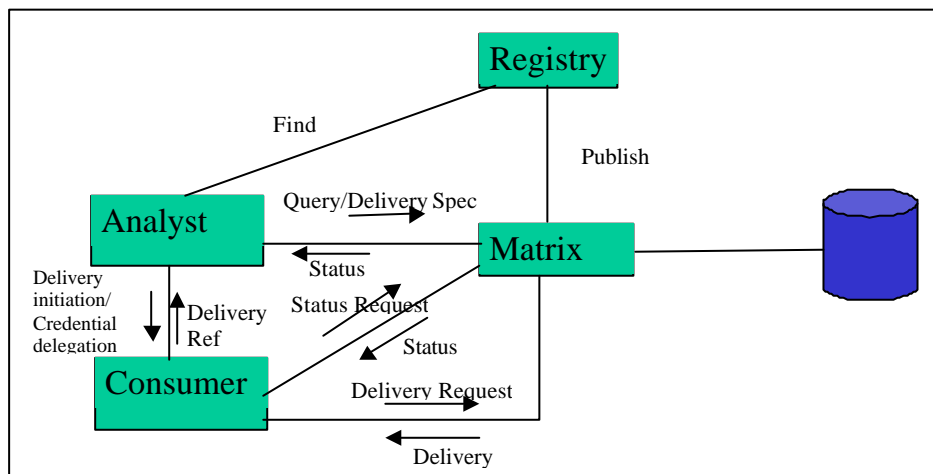 Registry
Find
Publish
Query/Delivery Spec
Analyst
Matrix
Status
Delivery
initiation/
Credential
delegation
Delivery
Ref
Status Request
Status
Consumer
Delivery Request
Delivery